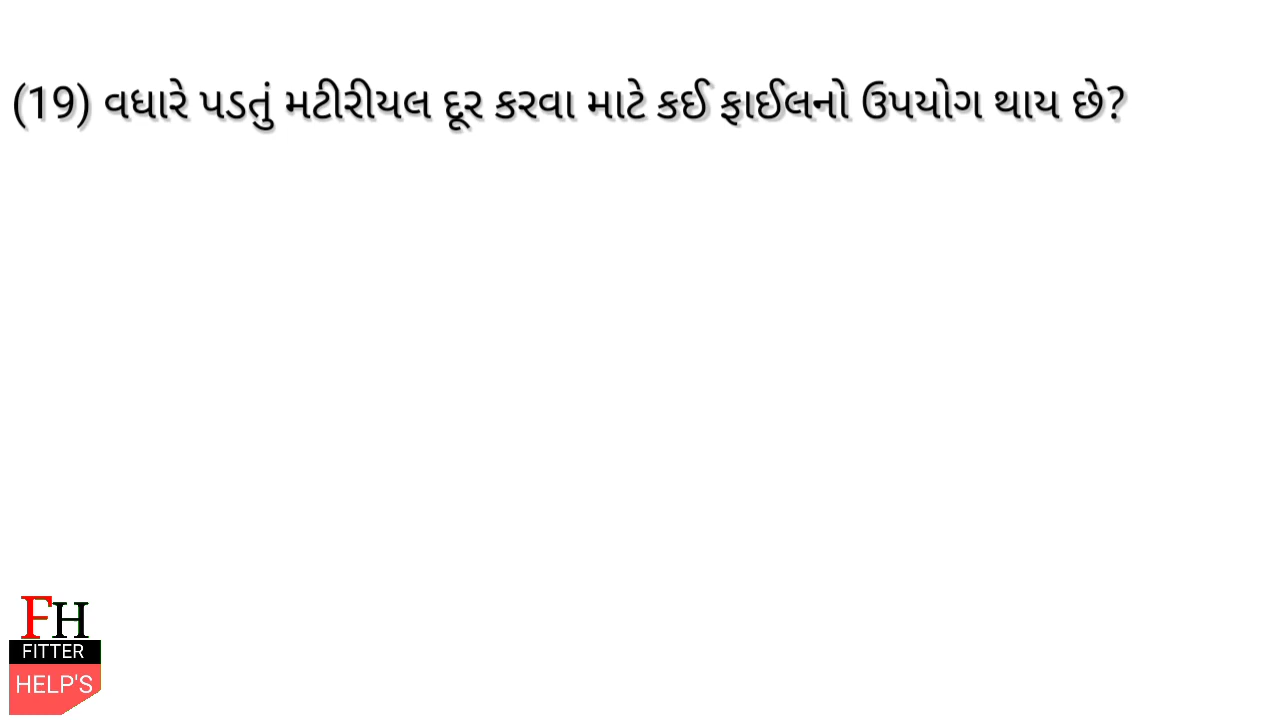 (19) વધારે પડતું મટીરીયલ દૂર કરવા માટે કઈ ફાઈલનો ઉપયોગ થાય છે?
FH
FITTER
HELP'S